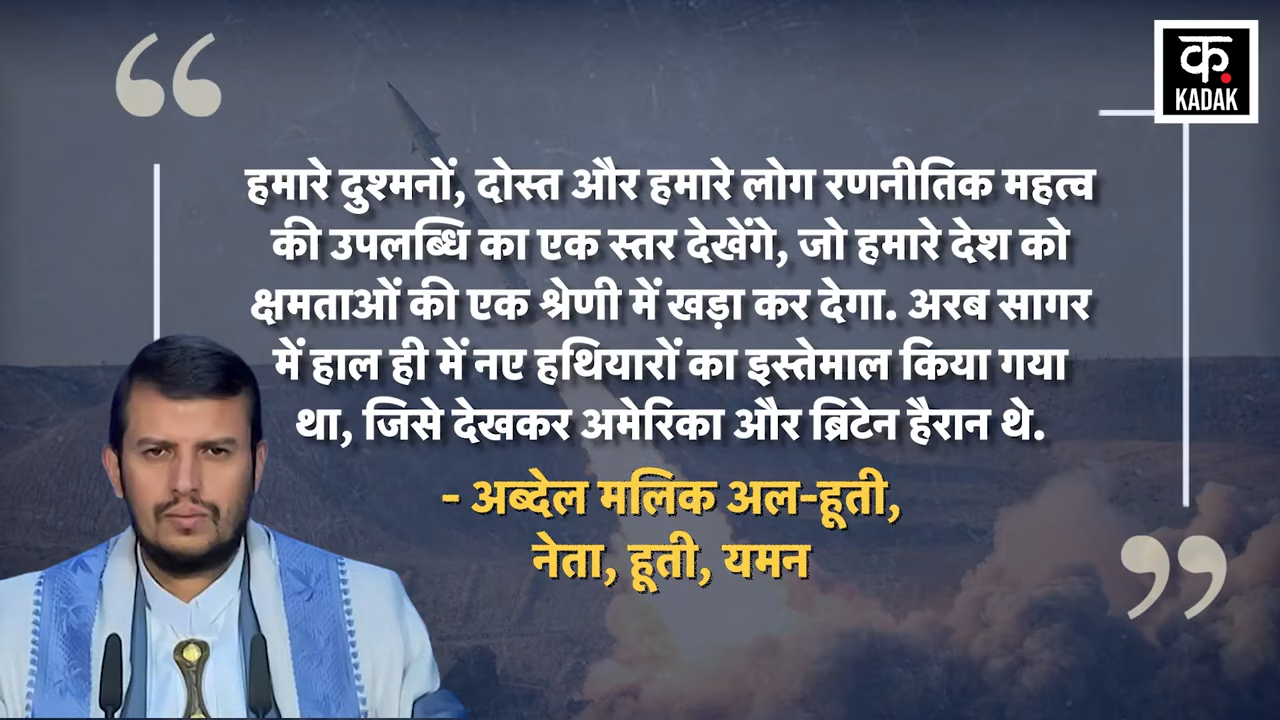 क.
KADAK
हमारे दुश्मनों, दोस्त और हमारे लोग रणनीतिक महत्व
की उपलब्धि का एक स्तर देखेंगे, जो हमारे देश को
क्षमताओं की एक श्रेणी में खड़ा कर देगा. अरब सागर
में हाल ही में नए हथियारों का इस्तेमाल किया गया
था, जिसे देखकर अमेरिका और ब्रिटेन हैरान थे.
- अब्देल मलिक अल-हूती,
नेता, हूती, यमन